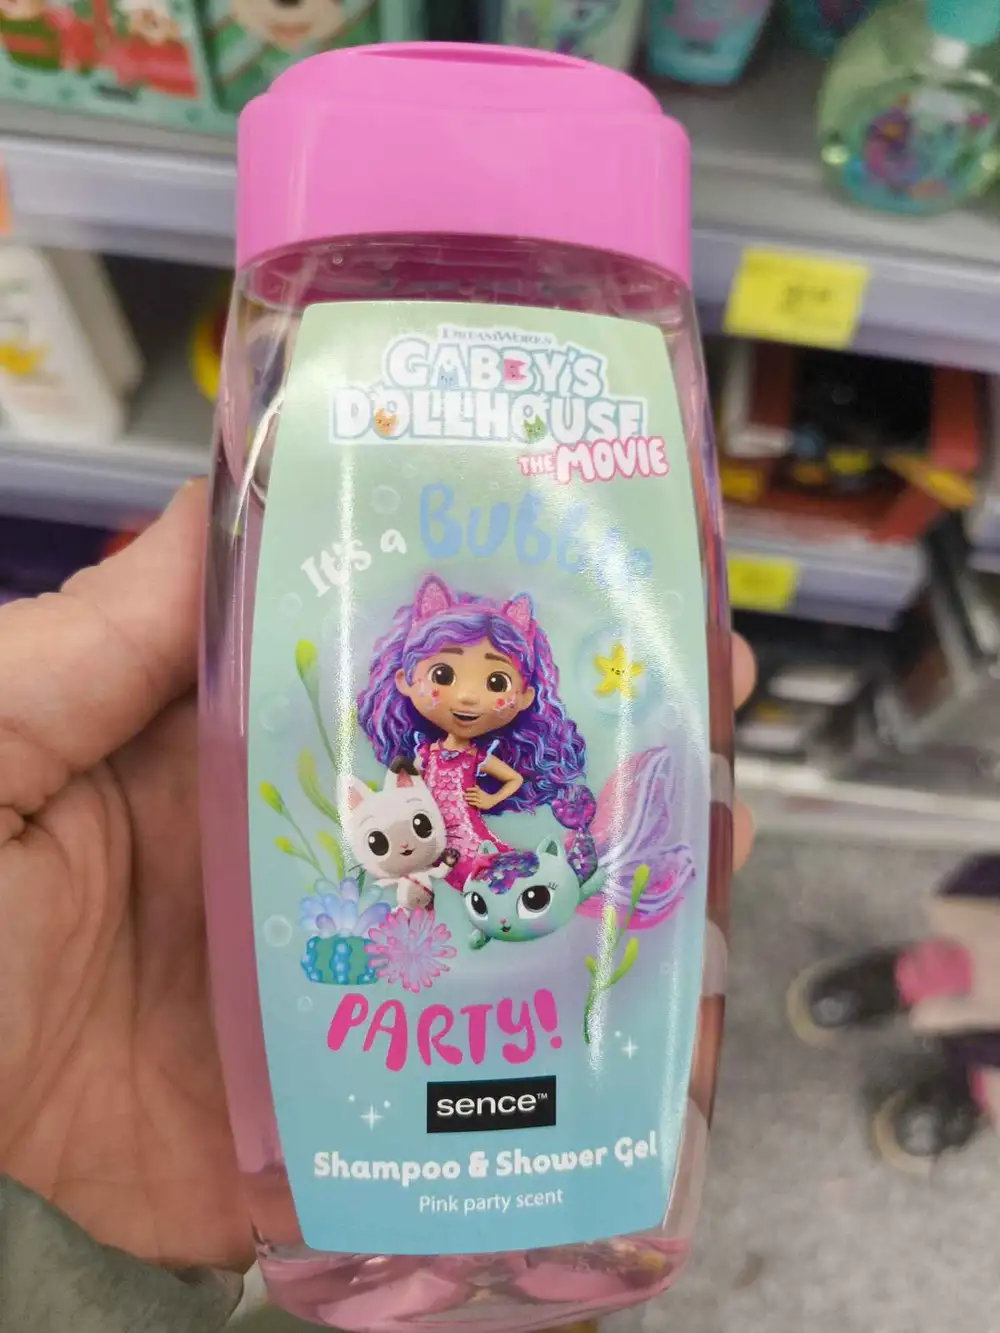 DREAMWORKS
GABBY'S
DOLLHOUSE
THE MOVIE
It's a Bubble
PARTY!
sence™
Shampoo & Shower Gel
Pink party scent